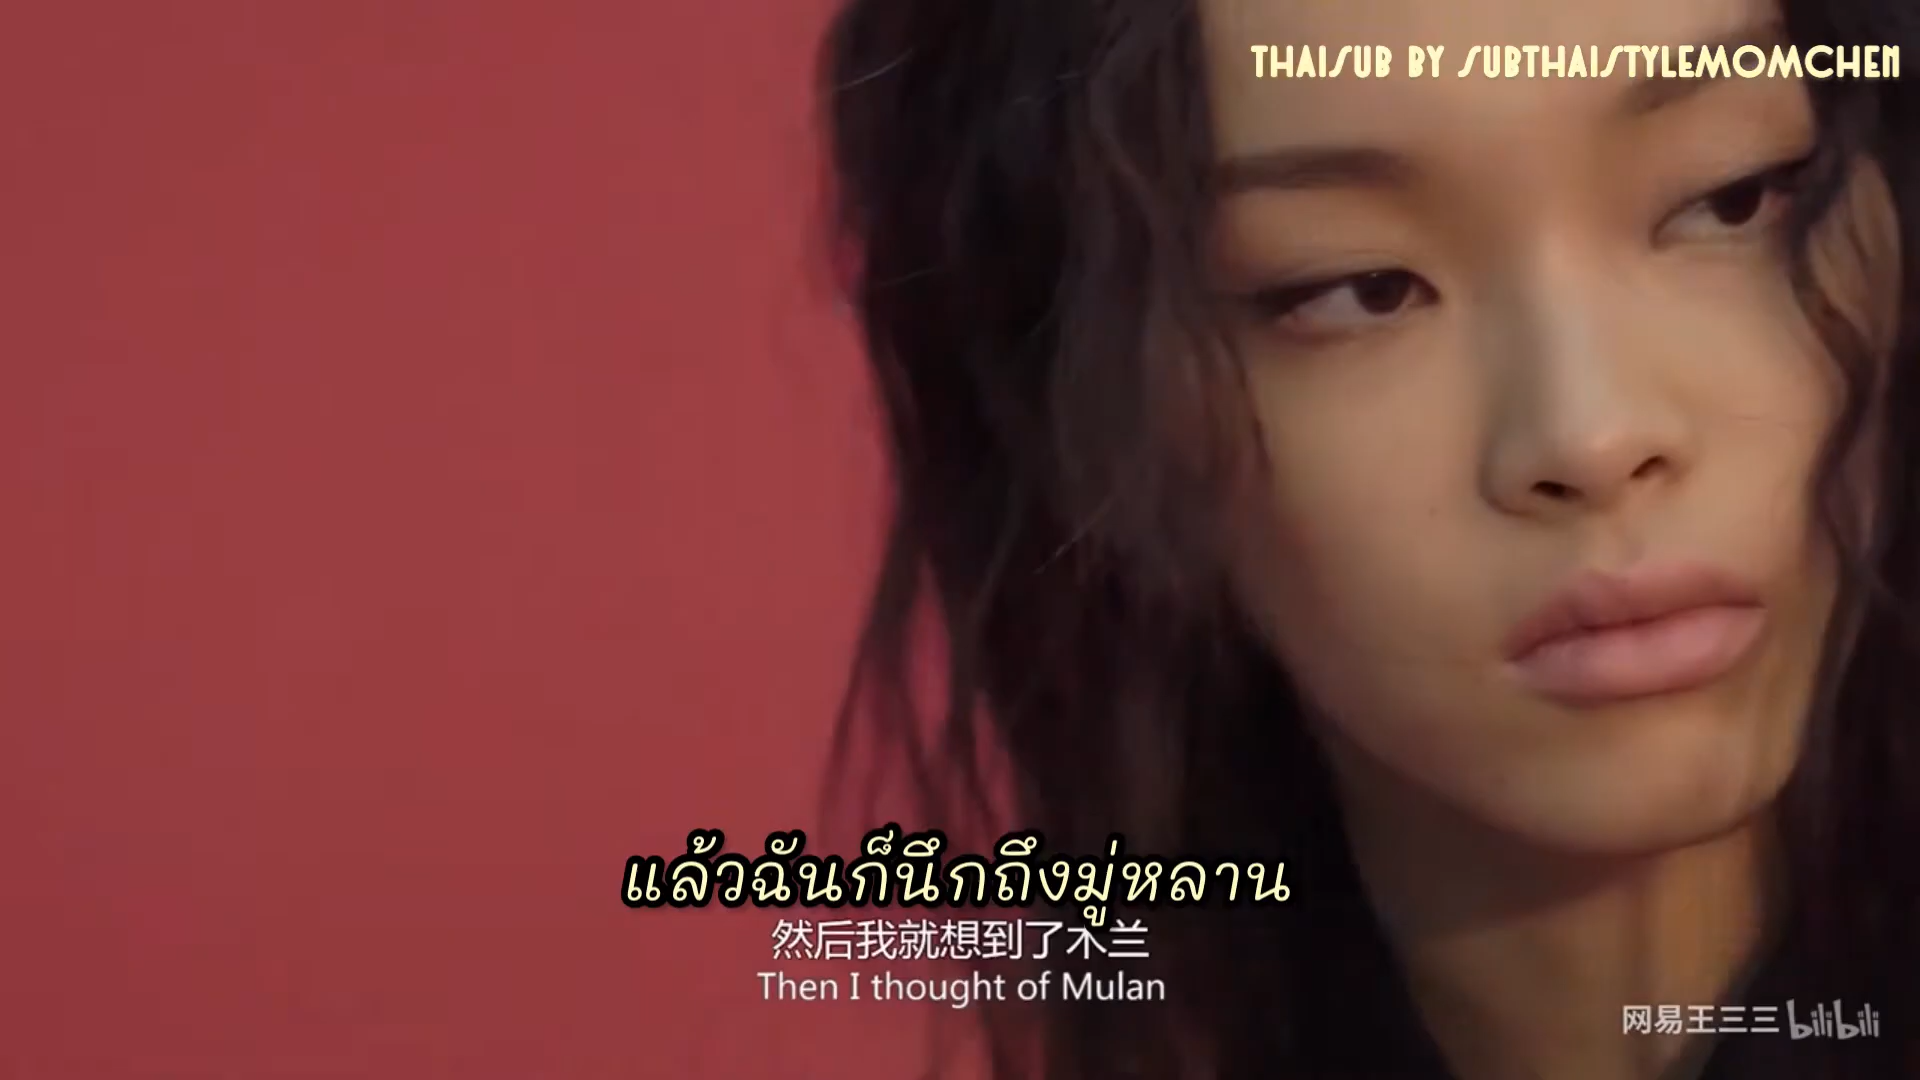 THAISUB BY SUBTHAISTYLEMOMCHEN
แล้วฉันก็นึกถึงมู่หลาน
然后我就想到了木兰
Then I thought of Mulan
网易王三三 bilibili